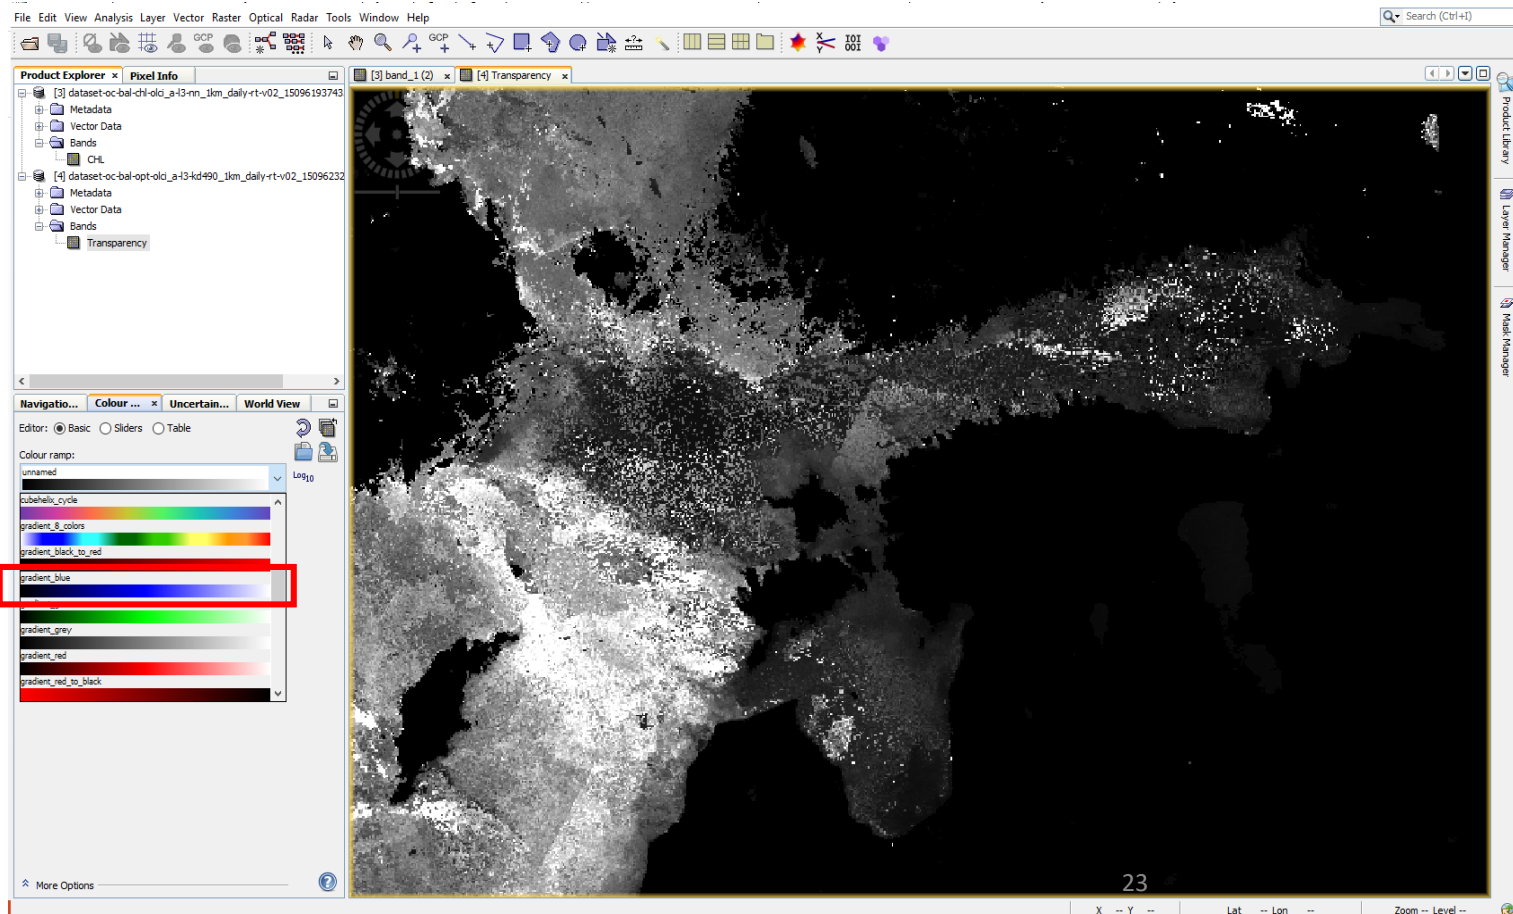 File Edit View Analysis Layer Vector Raster Optical Radar Tools Window Help
Search (Ctrl+I)
GCP
GCP
Product Explorer × Pixel Info
[3] band_1 (2) × [4] Transparency ×
[3] dataset-oc-bal-chl-olci_a-l3-nn_1km_daily-rt-v02_15096193743
Metadata
Vector Data
Bands
CHL
[4] dataset-oc-bal-opt-olci_a-l3-kd490_1km_daily-rt-v02_15096232
Metadata
Vector Data
Bands
Transparency
Product Library
Layer Manager
Mask Manager
Navigatio... Colour ... × Uncertain... World View
Editor: Basic Sliders Table
Colour ramp:
unnamed
Log10
cubehelix_cycle
gradient_8_colors
gradient_black_to_red
gradient_blue
gradient_grey
gradient_red
gradient_red_to_black
More Options
23
X -- Y -- Lat -- Lon -- Zoom -- Level --